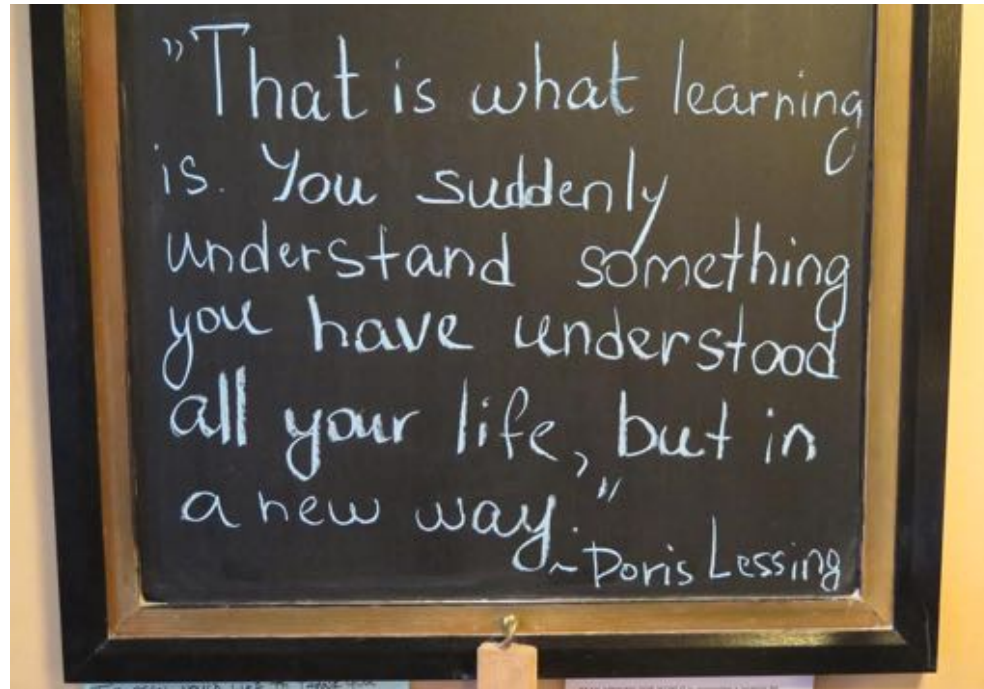 "That is what learning
is. You suddenly
understand something
you have understood
all your life, but in
a new way."
~Doris Lessing